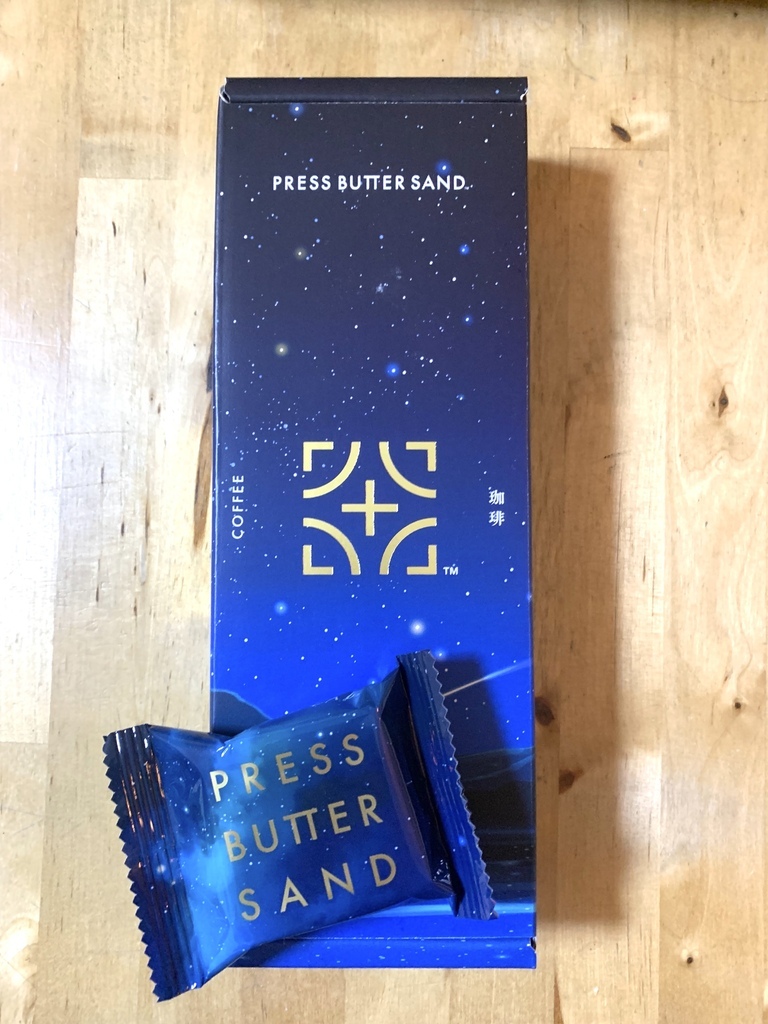 PRESS BUTTER SAND
COFFEE
珈琲
TM
PRESS
BUTTER
SAND